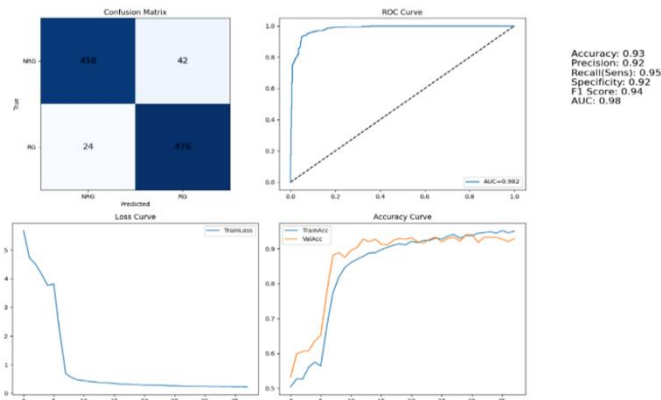 Confusion Matrix
NRG
458
42
True
RG
24
476
NRG
RG
Predicted
ROC Curve
1.0
0.8
0.6
0.4
0.2
0.0
AUC=0.982
0.0
0.2
0.4
0.6
0.8
1.0
Accuracy: 0.93
Precision: 0.92
Recall(Sens): 0.95
Specificity: 0.92
F1 Score: 0.94
AUC: 0.98
Loss Curve
TrainLoss
5
4
3
2
1
0
Accuracy Curve
TrainAcc
ValAcc
0.9
0.8
0.7
0.6
0.5